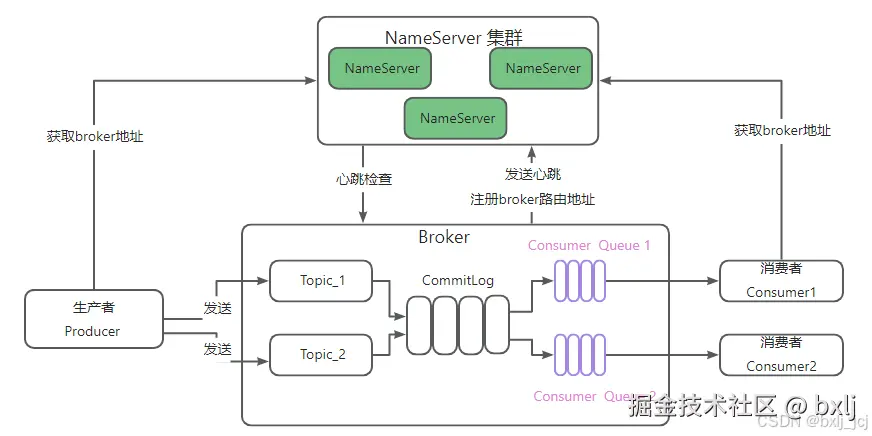 NameServer 集群
NameServer
NameServer
NameServer
获取broker地址
获取broker地址
心跳检查
发送心跳
注册broker路由地址
Broker
Consumer Queue 1
Topic_1
CommitLog
消费者
Consumer1
生产者
Producer
发送
发送
Topic_2
消费者
Consumer2
Consumer Queue 2
掘金技术社区 @ bxlj
CSDN @bxlj_jcj